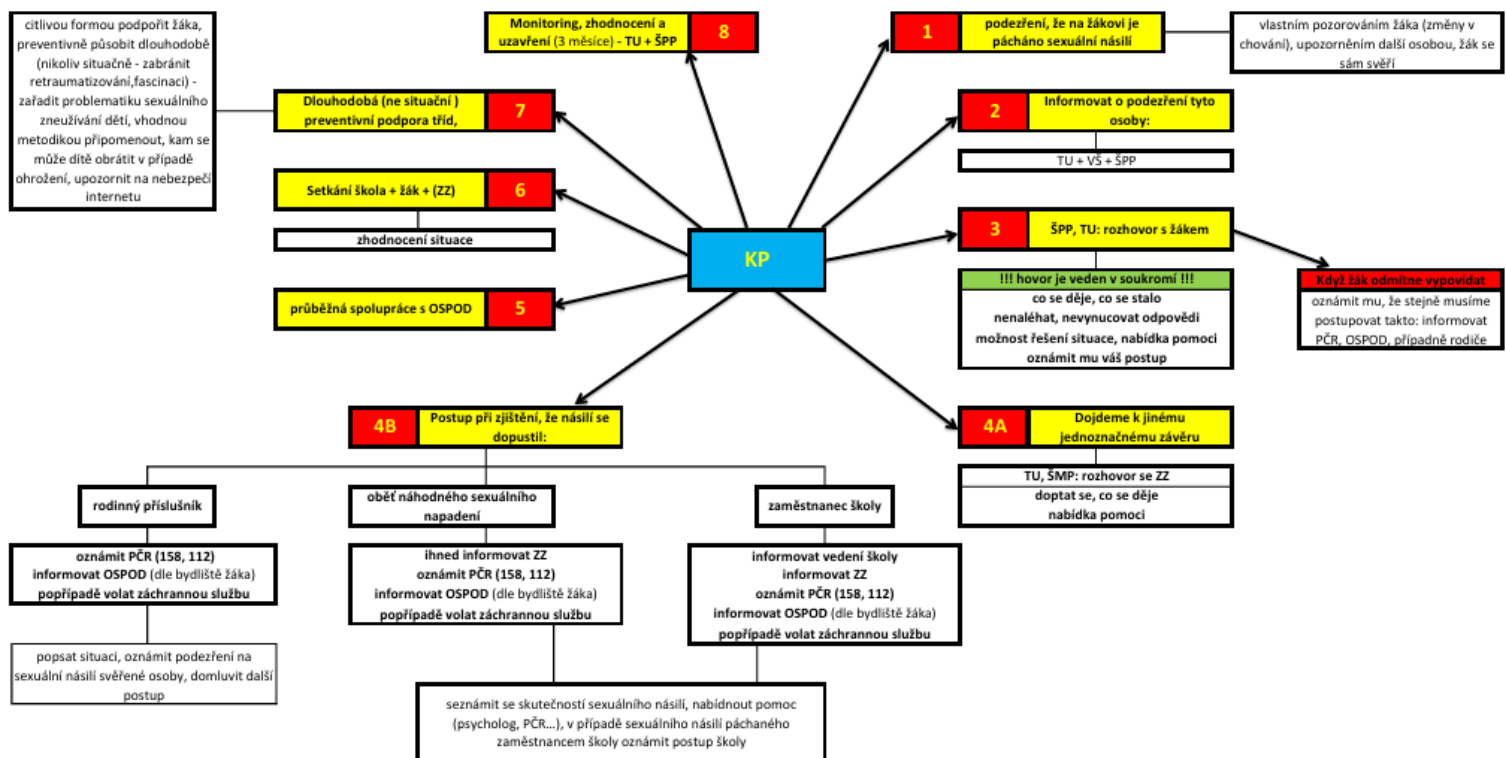 citlivou formou podpořit žáka,
preventivně působit dlouhodobě
(nikoliv situačně - zabránit
retraumatizování,fascinaci) -
zařadit problematiku sexuálního
zneužívání dětí, vhodnou
metodikou připomenout, kam se
může dítě obrátit v případě
ohrožení, upozornit na nebezpečí
internetu
Monitoring, zhodnocení a
uzavření (3 měsíce) - TU + ŠPP
8
1
podezření, že na žákovi je
pácháno sexuální násilí
vlastním pozorováním žáka (změny v
chování), upozorněním další osobou, žák se
sám svěří
Dlouhodobá (ne situační )
preventivní podpora tříd,
7
2
Informovat o podezření tyto
osoby:
TU + VŠ + ŠPP
Setkání škola + žák + (ZZ)
6
zhodnocení situace
3
ŠPP, TU: rozhovor s žákem
KP
!!! hovor je veden v soukromí !!!
co se děje, co se stalo
nenaléhat, nevynucovat odpovědi
možnost řešení situace, nabídka pomoci
oznámit mu váš postup
Když žák odmítne vypovídat
oznámit mu, že stejně musíme
postupovat takto: informovat
PČR, OSPOD, případně rodiče
průběžná spolupráce s OSPOD
5
4B
Postup při zjištění, že násilí se
dopustil:
4A
Dojdeme k jinému
jednoznačnému závěru
TU, ŠMP: rozhovor se ZZ
doptat se, co se děje
nabídka pomoci
rodinný příslušník
oběť náhodného sexuálního
napadení
zaměstnanec školy
oznámit PČR (158, 112)
informovat OSPOD (dle bydliště žáka)
popřípadě volat záchrannou službu
ihned informovat ZZ
oznámit PČR (158, 112)
informovat OSPOD (dle bydliště žáka)
popřípadě volat záchrannou službu
informovat vedení školy
informovat ZZ
oznámit PČR (158, 112)
informovat OSPOD (dle bydliště žáka)
popřípadě volat záchrannou službu
popsat situaci, oznámit podezření na
sexuální násilí svěřené osoby, domluvit další
postup
seznámit se skutečností sexuálního násilí, nabídnout pomoc
(psycholog, PČR...), v případě sexuálního násilí páchaného
zaměstnancem školy oznámit postup školy